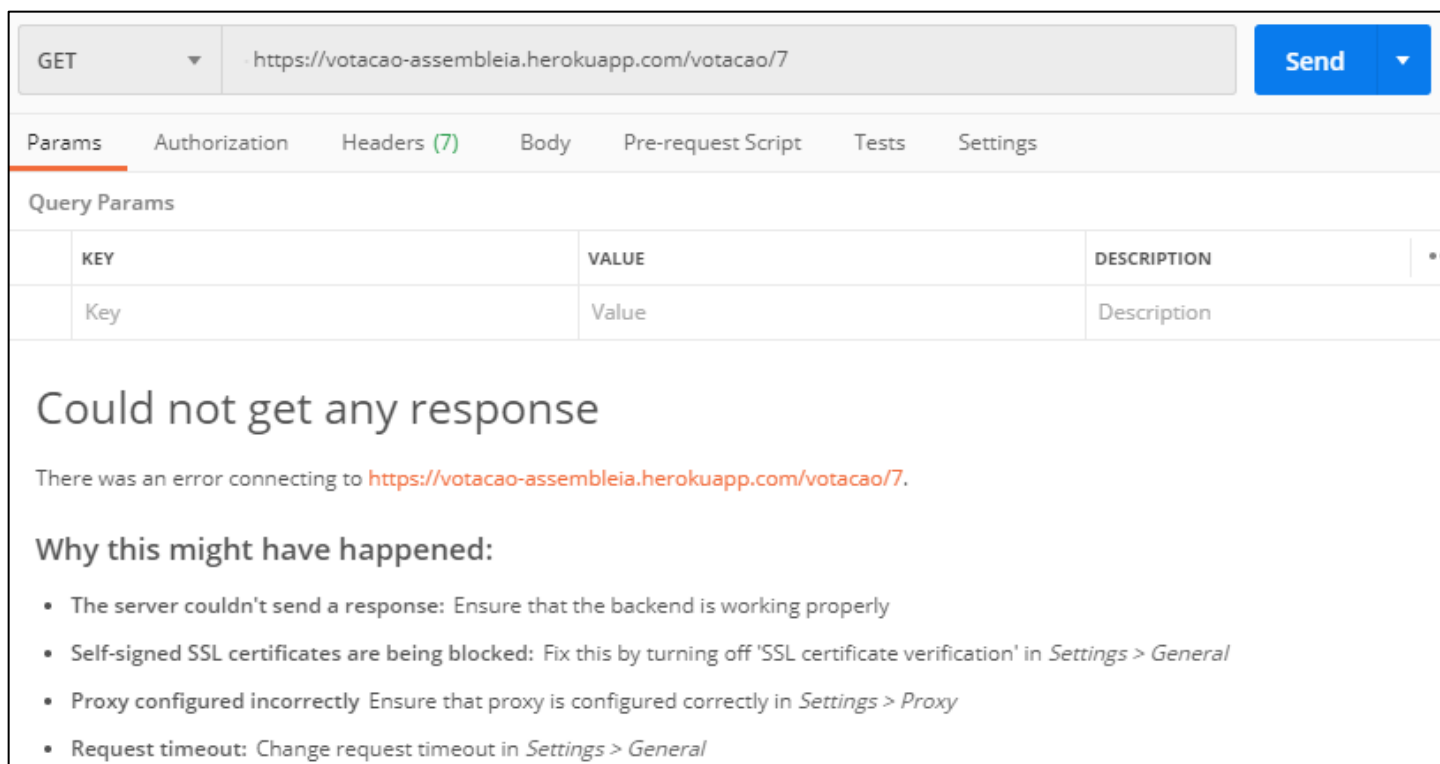 GET https://votacao-assembleia.herokuapp.com/votacao/7 Send
Params Authorization Headers (7) Body Pre-request Script Tests Settings
Query Params
KEY VALUE DESCRIPTION
Key Value Description
Could not get any response
There was an error connecting to https://votacao-assembleia.herokuapp.com/votacao/7.
Why this might have happened:
• The server couldn't send a response: Ensure that the backend is working properly
• Self-signed SSL certificates are being blocked: Fix this by turning off 'SSL certificate verification' in Settings > General
• Proxy configured incorrectly Ensure that proxy is configured correctly in Settings > Proxy
• Request timeout: Change request timeout in Settings > General